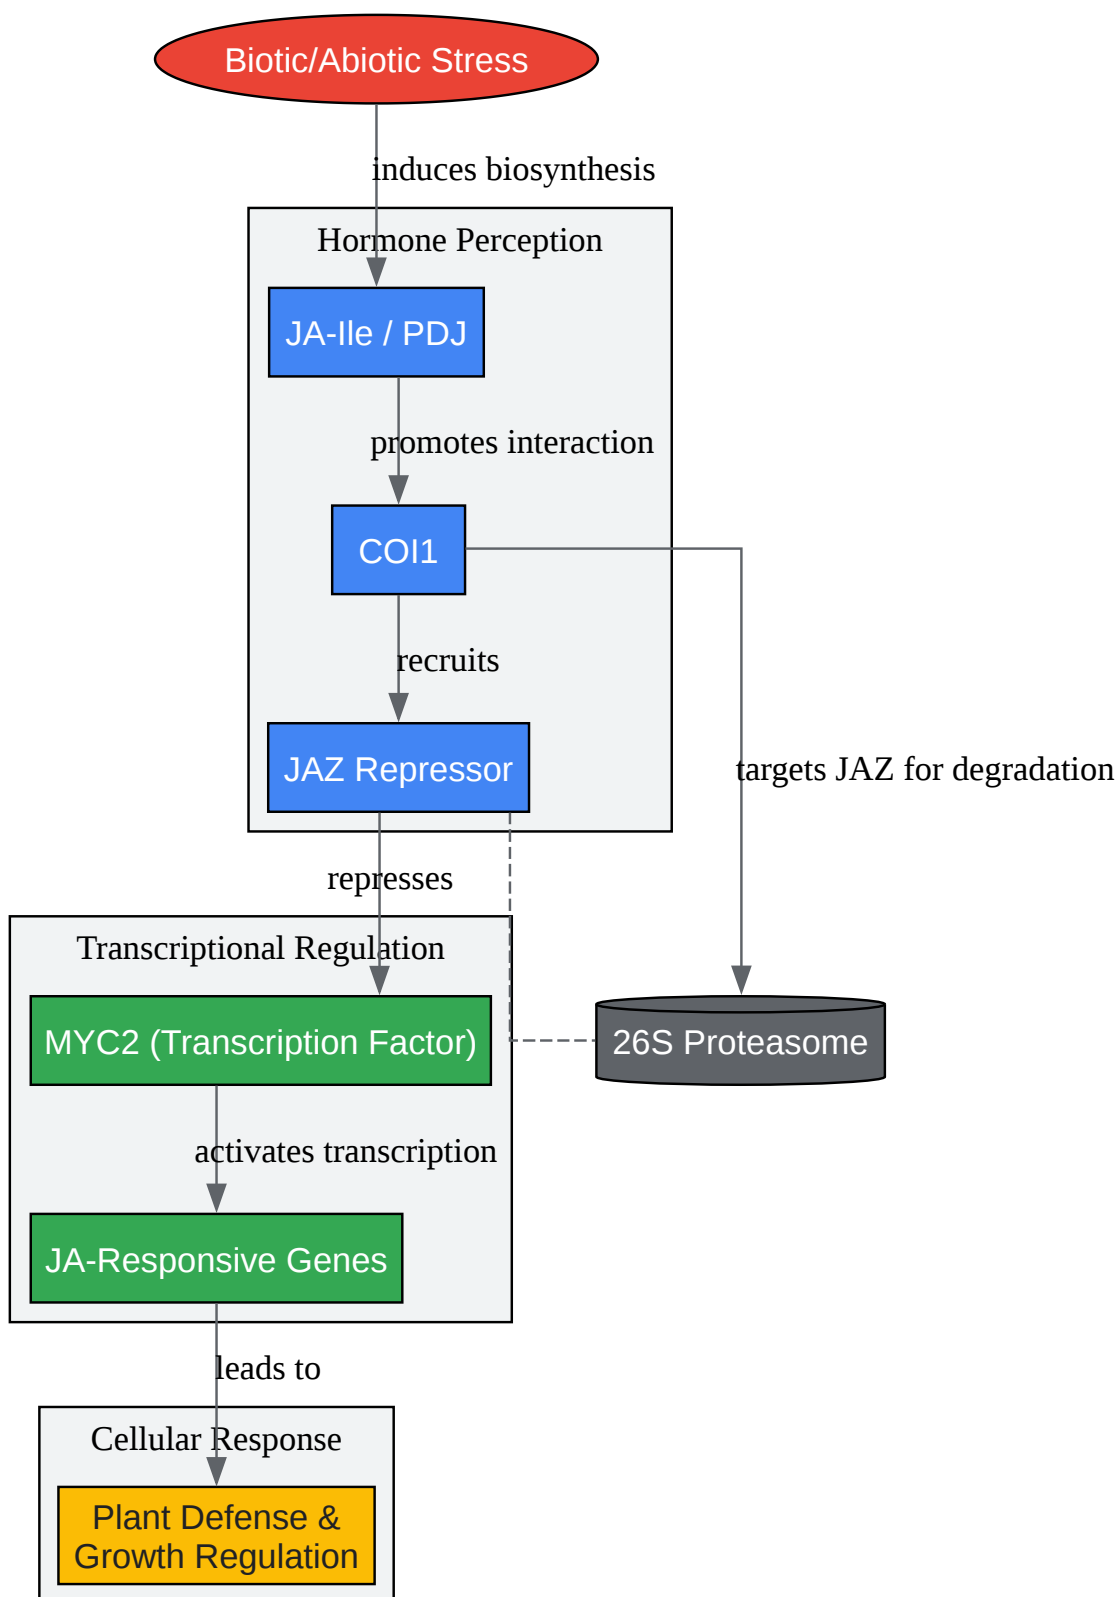 Biotic/Abiotic Stress
induces biosynthesis
Hormone Perception
JA-Ile / PDJ
promotes interaction
COI1
recruits
JAZ Repressor
targets JAZ for degradation
represses
Transcriptional Regulation
MYC2 (Transcription Factor)
26S Proteasome
activates transcription
JA-Responsive Genes
leads to
Cellular Response
Plant Defense &
Growth Regulation